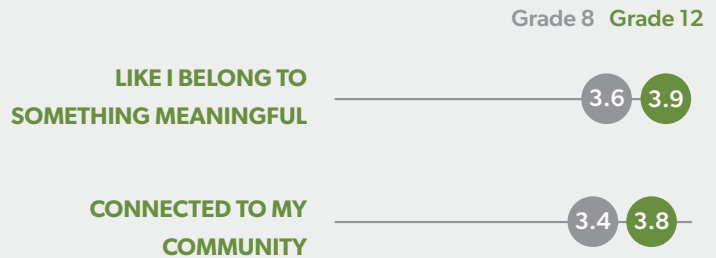 Grade 8 Grade 12
LIKE I BELONG TO
SOMETHING MEANINGFUL
3.6 3.9
CONNECTED TO MY
COMMUNITY
3.4 3.8